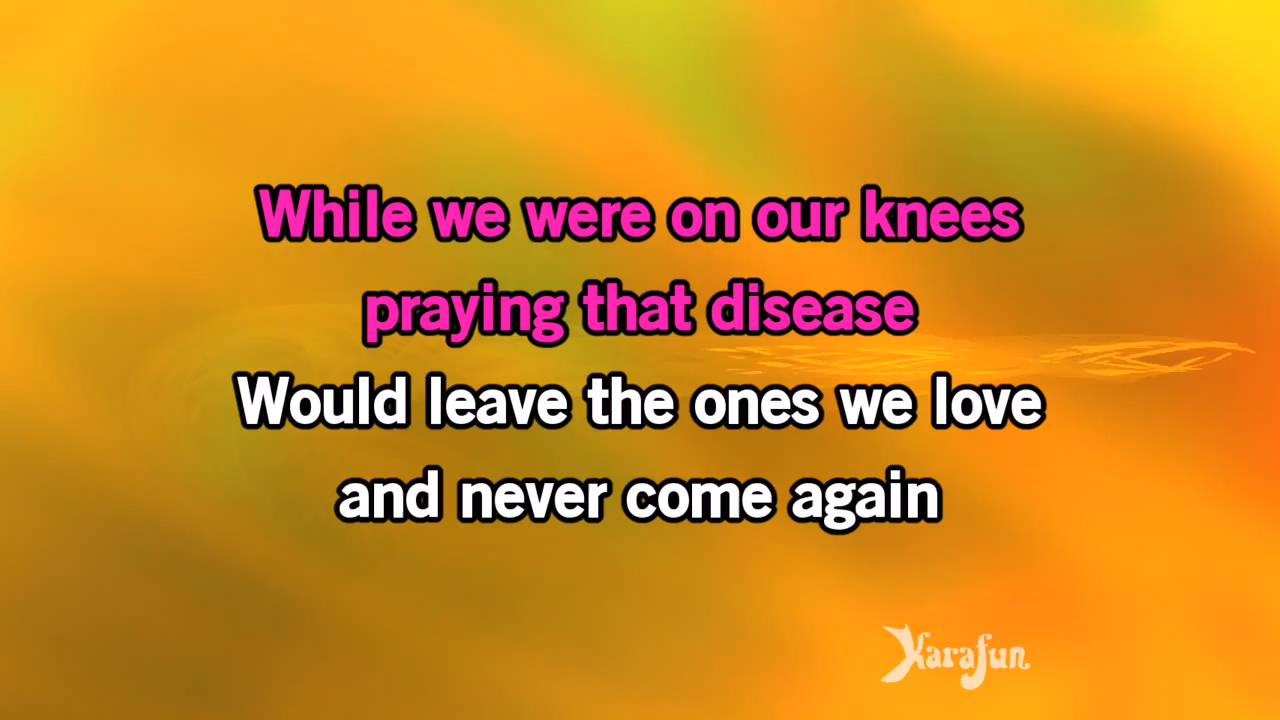 While we were on our knees
praying that disease
Would leave the ones we love
and never come again
Karafun